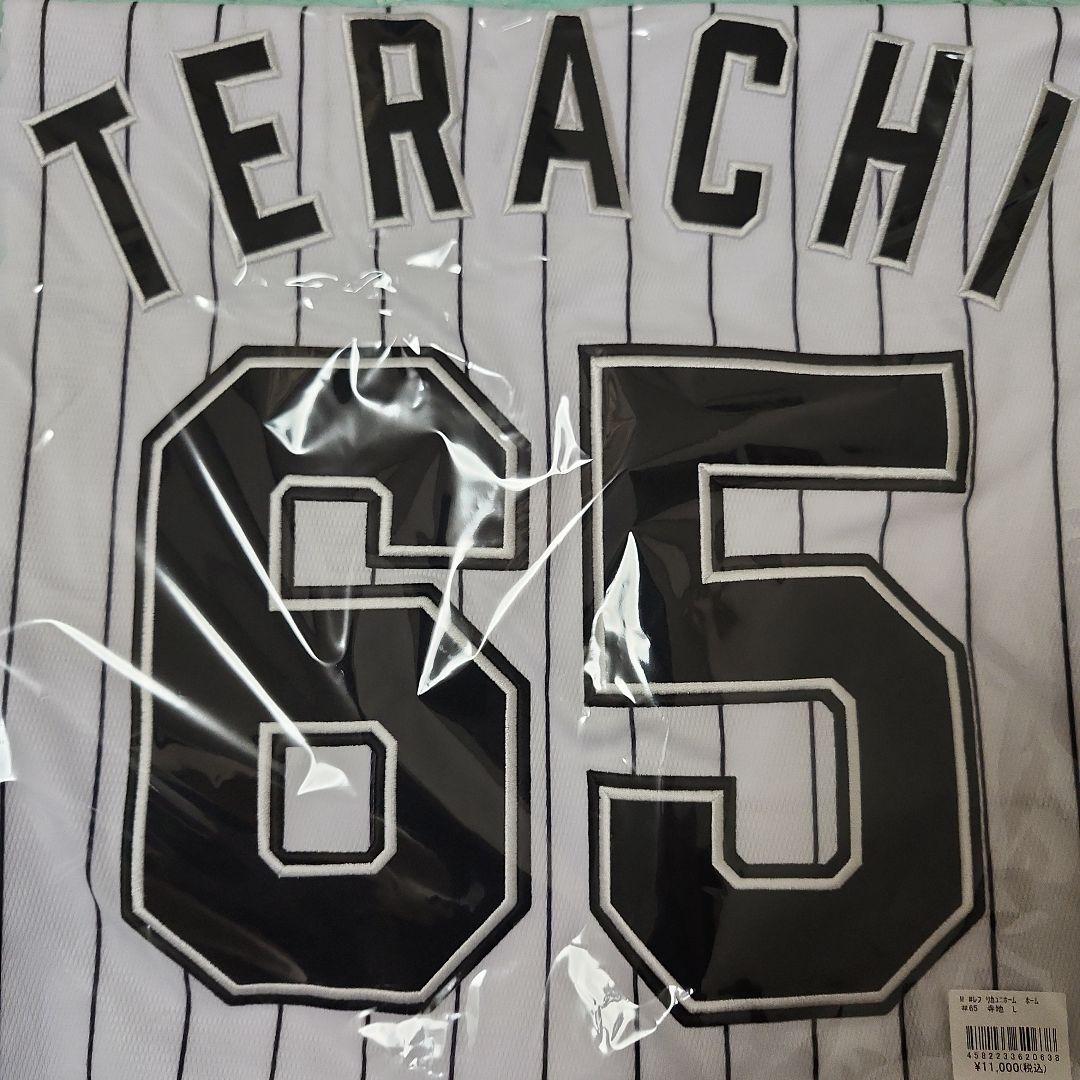 TERACHI
65
M #レフ リカユニホーム ホーム
#65 寺地 L
4582233620638
¥11,000(税込)